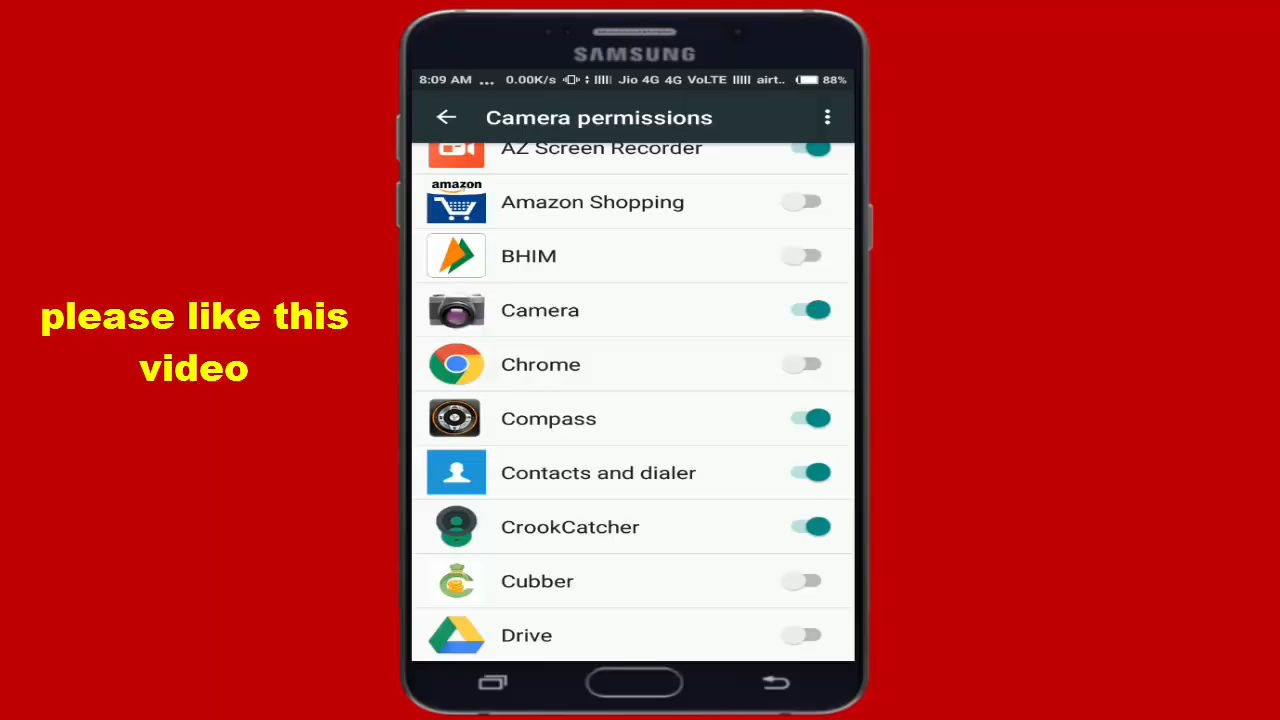 SAMSUNG
8:09 AM ... 0.00K/s Jio 4G 4G VoLTE airt.. 88%
Camera permissions
AZ Screen Recorder
amazon
Amazon Shopping
BHIM
Camera
Chrome
Compass
Contacts and dialer
CrookCatcher
Cubber
Drive
please like this
video